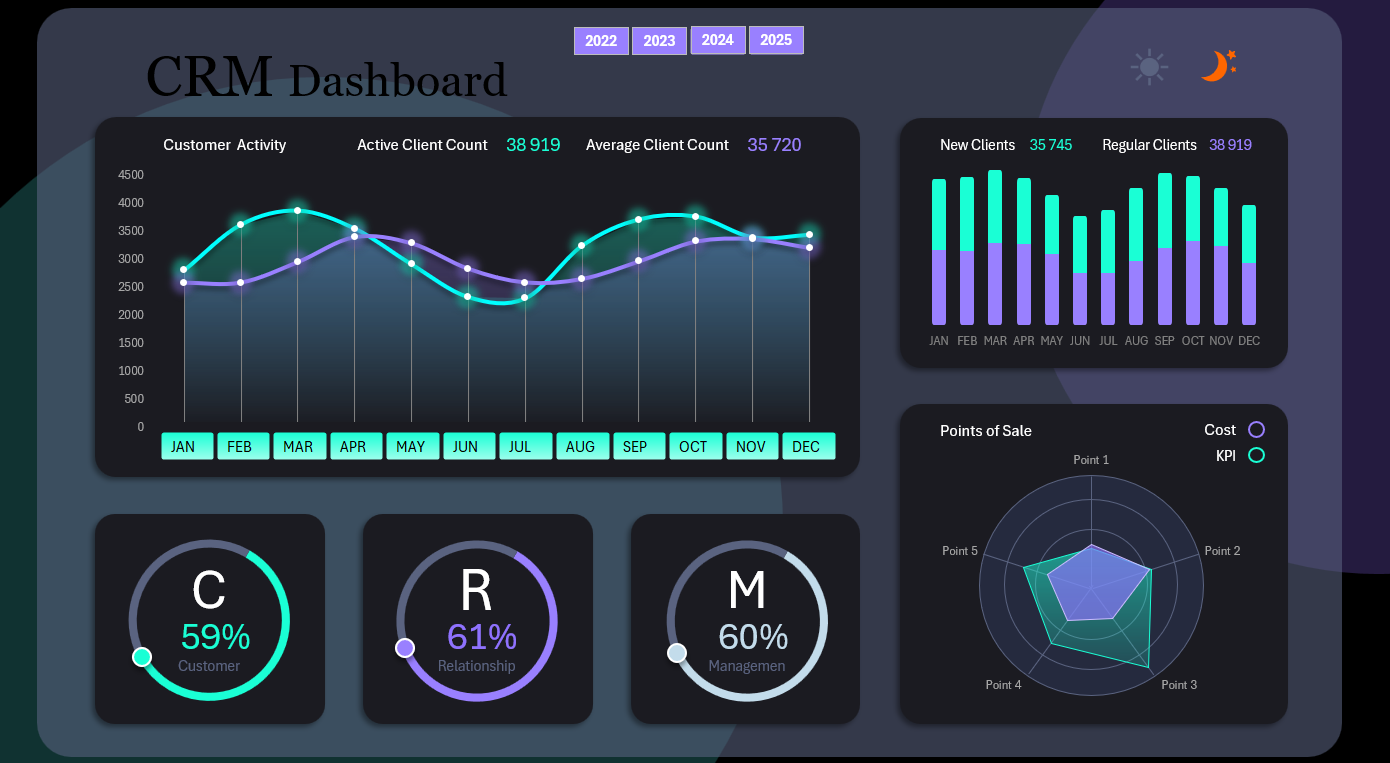 2022 2023 2024 2025
CRM Dashboard
Customer Activity Active Client Count 38 919 Average Client Count 35 720
4500
4000
3500
3000
2500
2000
1500
1000
500
0
JAN FEB MAR APR MAY JUN JUL AUG SEP OCT NOV DEC
New Clients 35 745 Regular Clients 38 919
JAN FEB MAR APR MAY JUN JUL AUG SEP OCT NOV DEC
C
59%
Customer
R
61%
Relationship
M
60%
Managemen
Points of Sale
Cost
KPI
Point 1
Point 2
Point 3
Point 4
Point 5